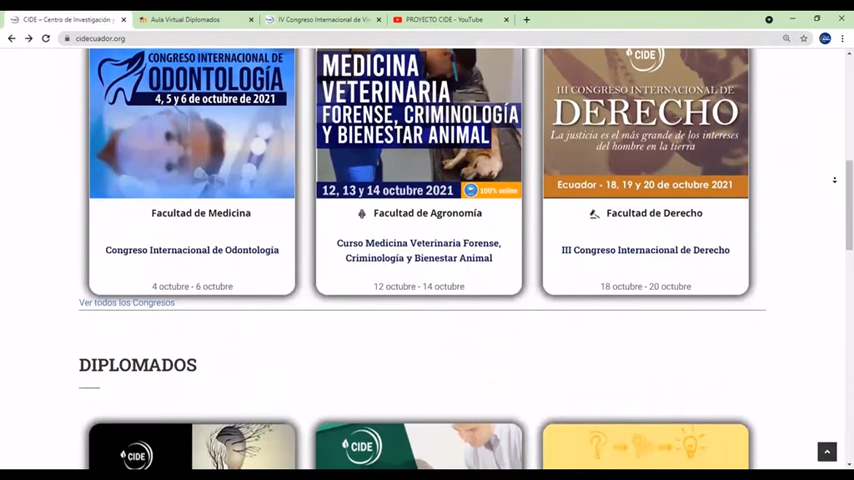 CIDE – Centro de Investigación y
Aula Virtual Diplomados
IV Congreso Internacional de Vi
PROYECTO CIDE - YouTube
cidecuador.org
CONGRESO INTERNACIONAL DE
ODONTOLOGÍA
4, 5 y 6 de octubre de 2021
MEDICINA
VETERINARIA
FORENSE, CRIMINOLOGÍA
Y BIENESTAR ANIMAL
12, 13 y 14 octubre 2021
100% online
CIDE
III CONGRESO INTERNACIONAL DE
DERECHO
La justicia es el más grande de los intereses
del hombre en la tierra
Ecuador - 18, 19 y 20 de octubre 2021
Facultad de Medicina
Facultad de Agronomía
Facultad de Derecho
Congreso Internacional de Odontología
Curso Medicina Veterinaria Forense,
Criminología y Bienestar Animal
III Congreso Internacional de Derecho
4 octubre - 6 octubre
12 octubre - 14 octubre
18 octubre - 20 octubre
Ver todos los Congresos
DIPLOMADOS
CIDE
CIDE